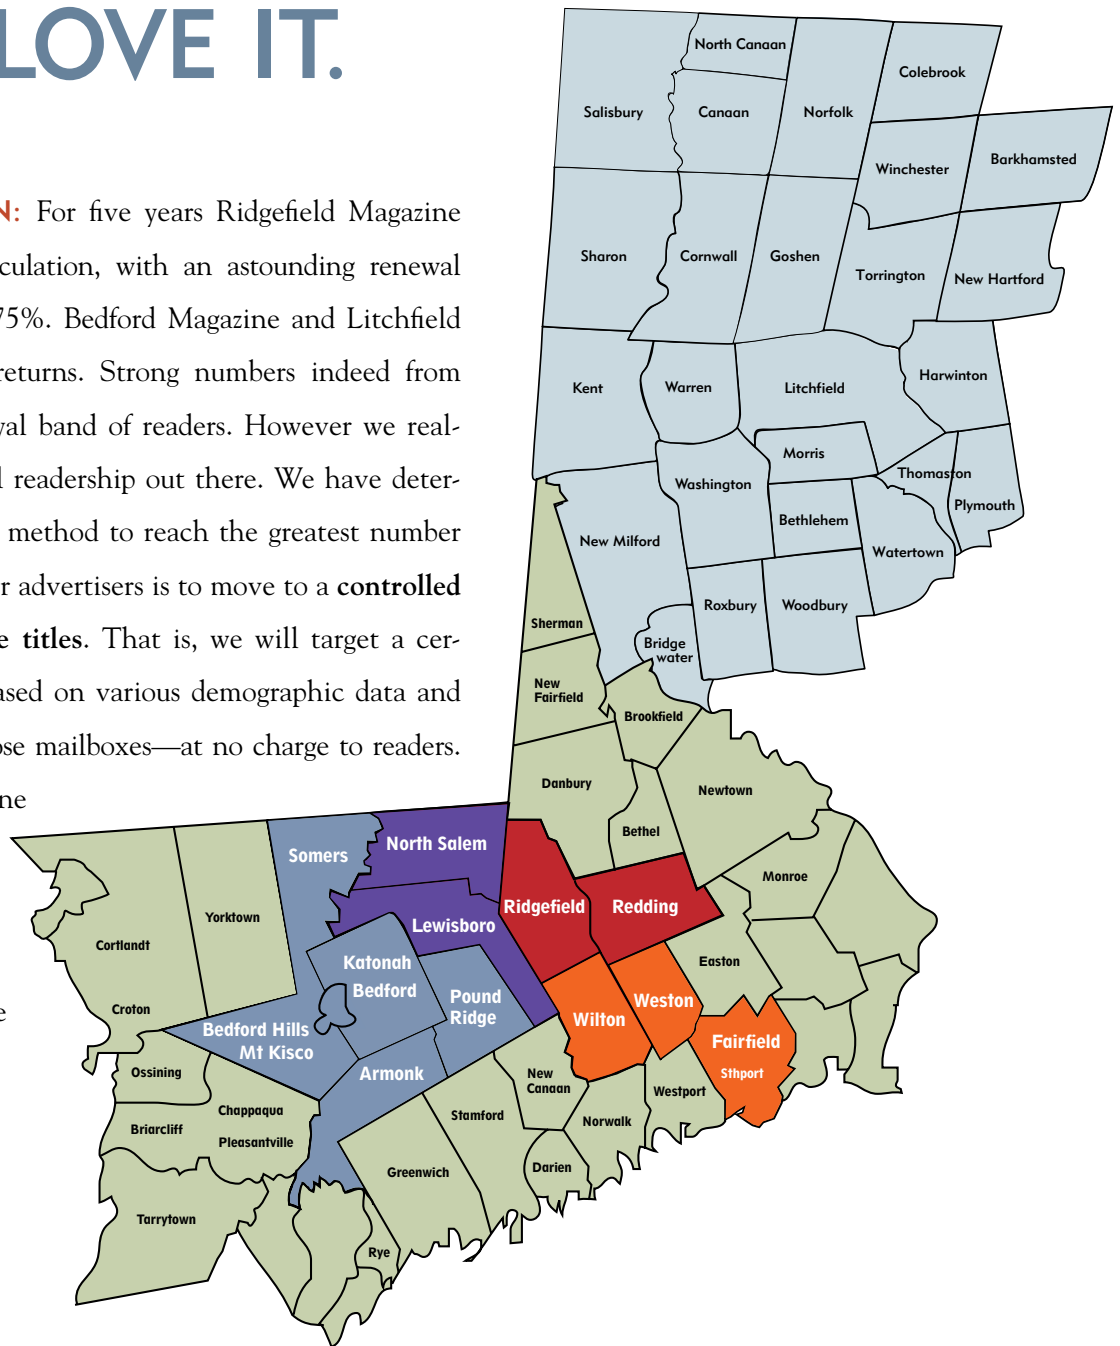 LOVE IT.
N: For five years Ridgefield Magazine
culation, with an astounding renewal
75%. Bedford Magazine and Litchfield
returns. Strong numbers indeed from
yal band of readers. However we real-
l readership out there. We have deter-
method to reach the greatest number
r advertisers is to move to a controlled
e titles. That is, we will target a cer-
ased on various demographic data and
ose mailboxes—at no charge to readers.
ne
e
North Canaan
Colebrook
Salisbury
Canaan
Norfolk
Winchester
Barkhamsted
Sharon
Cornwall
Goshen
Torrington
New Hartford
Kent
Warren
Litchfield
Harwinton
Morris
Thomaston
Washington
Plymouth
Bethlehem
New Milford
Watertown
Roxbury
Woodbury
Sherman
Bridge
water
New
Fairfield
Brookfield
Danbury
Newtown
Bethel
North Salem
Somers
Monroe
Ridgefield
Redding
Yorktown
Lewisboro
Cortlandt
Katonah
Easton
Bedford
Pound
Ridge
Weston
Croton
Wilton
Bedford Hills
Mt Kisco
Fairfield
Sthport
Armonk
Ossining
New
Canaan
Westport
Chappaqua
Stamford
Norwalk
Briarcliff
Pleasantville
Darien
Greenwich
Tarrytown
Rye